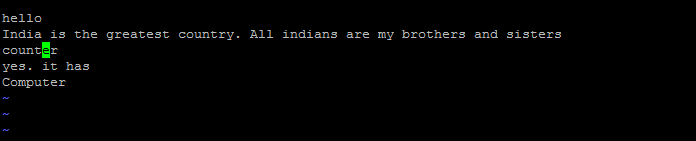 hello
India is the greatest country. All indians are my brothers and sisters
counter
yes. it has
Computer
~
~
~